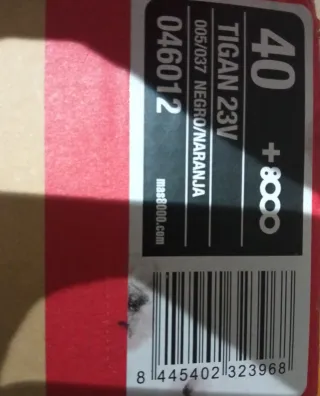 40 +8000
TIGAN 23V
005/037 NEGRO/NARANJA
046012
mas8000.com
8 445402 323968